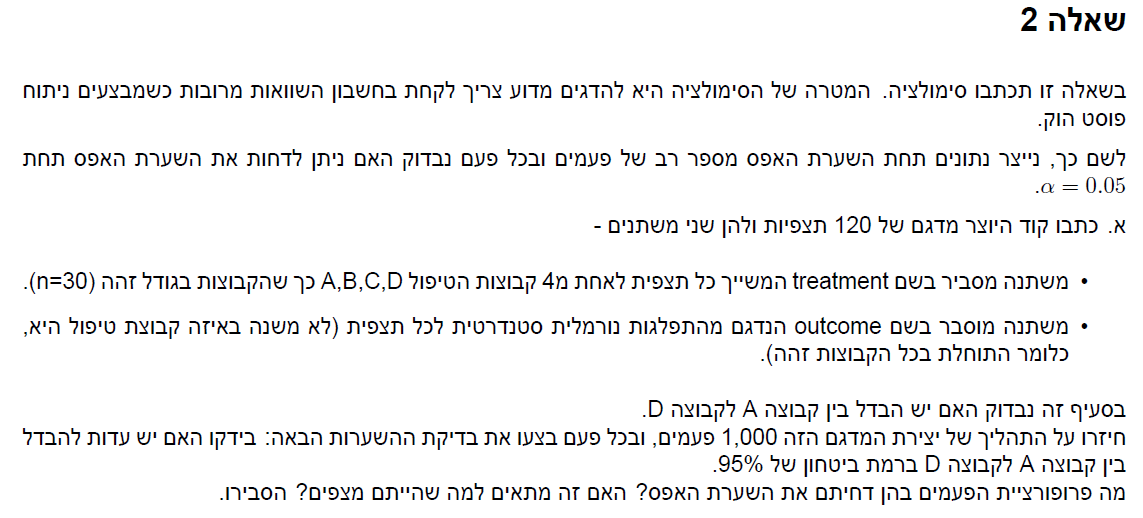 שאלה 2
בשאלה זו תכתבו סימולציה. המטרה של הסימולציה היא להדגים מדוע צריך לקחת בחשבון השוואות מרובות כשמבצעים ניתוח
פוסט הוק.
לשם כך, נייצר נתונים תחת השערת האפס מספר רב של פעמים ובכל פעם נבדוק האם ניתן לדחות את השערת האפס תחת
α = 0.05.
א. כתבו קוד היוצר מדגם של 120 תצפיות ולהן שני משתנים -
• משתנה מסביר בשם treatment המשייך כל תצפית לאחת מ4 קבוצות הטיפול A,B,C,D כך שהקבוצות בגודל זהה (n=30).
• משתנה מוסבר בשם outcome הנדגם מהתפלגות נורמלית סטנדרטית לכל תצפית (לא משנה באיזה קבוצת טיפול היא,
כלומר התוחלת בכל הקבוצות זהה).
בסעיף זה נבדוק האם יש הבדל בין קבוצה A לקבוצה D.
חיזרו על התהליך של יצירת המדגם הזה 1,000 פעמים, ובכל פעם בצעו את בדיקת ההשערות הבאה: בידקו האם יש עדות להבדל
בין קבוצה A לקבוצה D ברמת ביטחון של 95%.
מה פרופורציית הפעמים בהן דחיתם את השערת האפס? האם זה מתאים למה שהייתם מצפים? הסבירו.